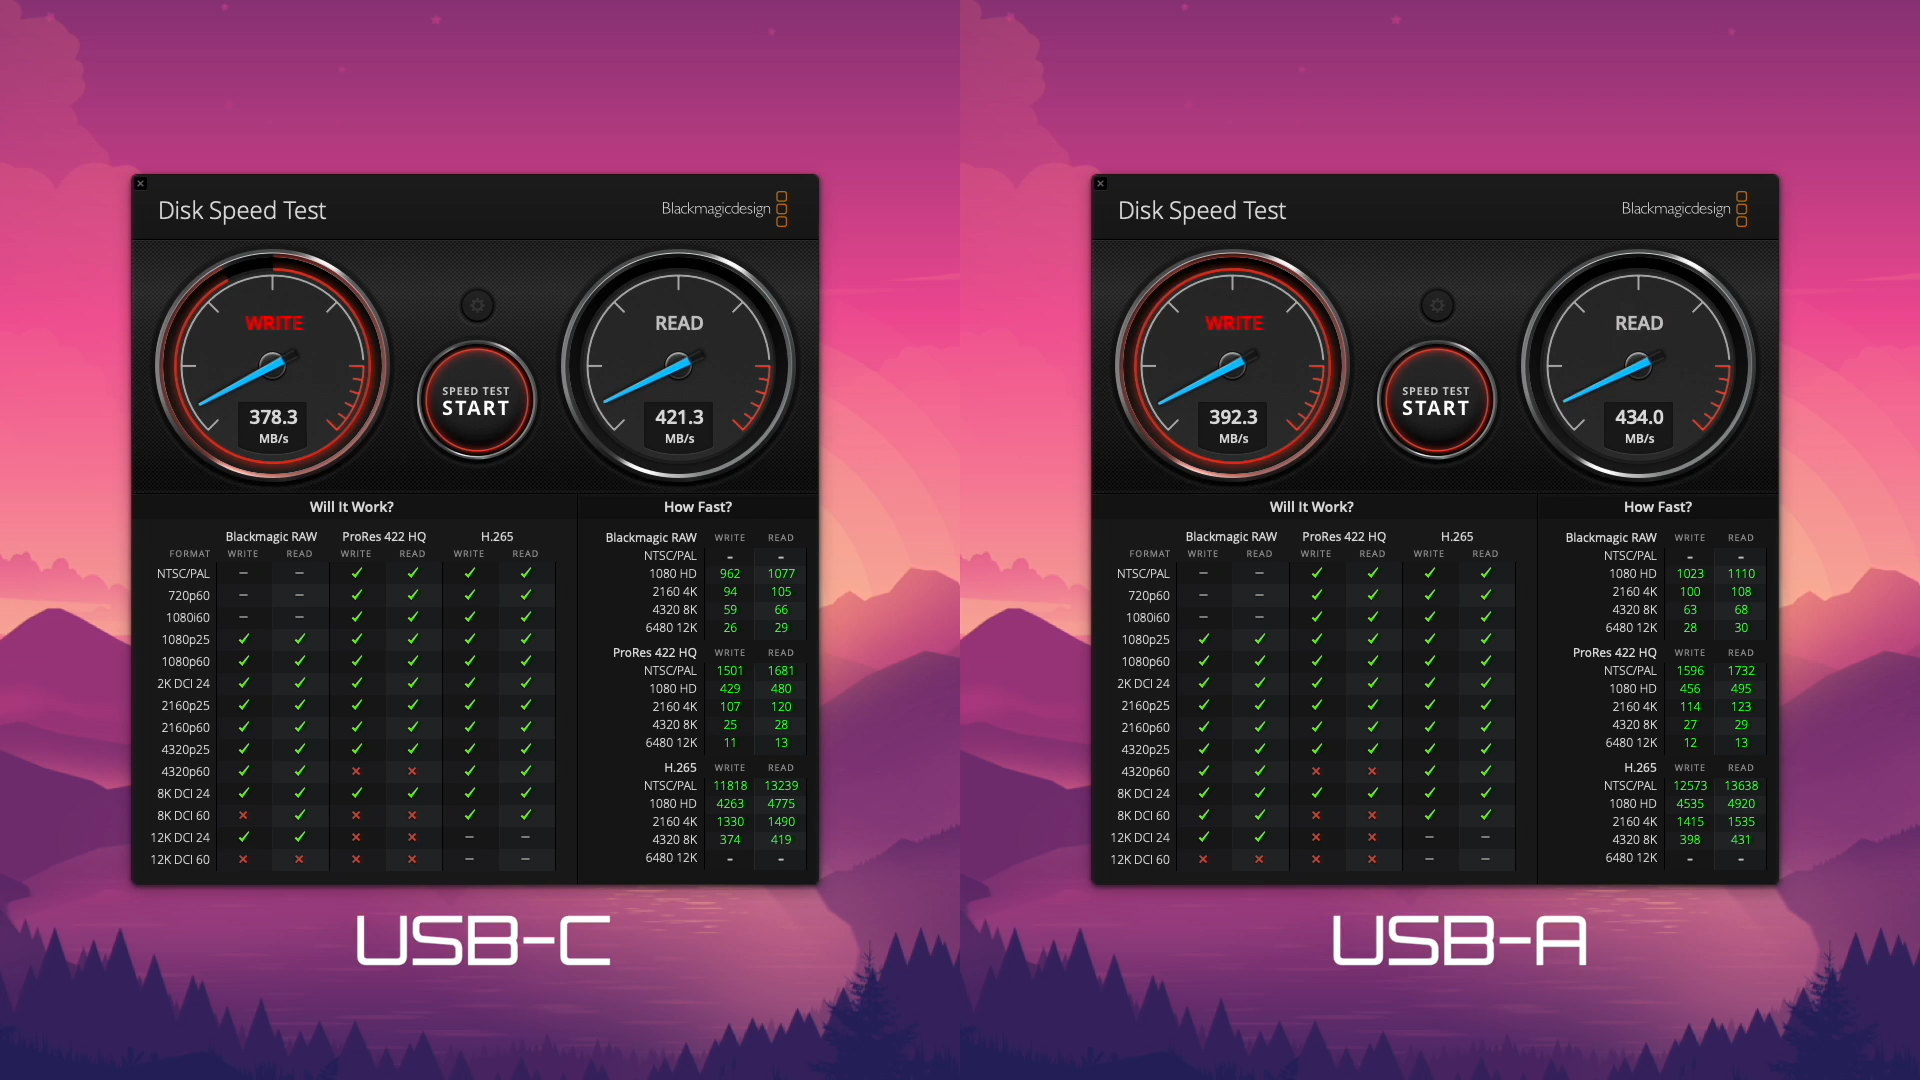 Disk Speed Test
Blackmagicdesign
WRITE
378.3
MB/s
SPEED TEST
START
READ
421.3
MB/s
Will It Work?
Blackmagic RAW ProRes 422 HQ H.265
FORMAT WRITE READ WRITE READ WRITE READ
NTSC/PAL – – ✓ ✓ ✓ ✓
720p60 – – ✓ ✓ ✓ ✓
1080i60 – – ✓ ✓ ✓ ✓
1080p25 ✓ ✓ ✓ ✓ ✓ ✓
1080p60 ✓ ✓ ✓ ✓ ✓ ✓
2K DCI 24 ✓ ✓ ✓ ✓ ✓ ✓
2160p25 ✓ ✓ ✓ ✓ ✓ ✓
2160p60 ✓ ✓ ✓ ✓ ✓ ✓
4320p25 ✓ ✓ ✓ ✓ ✓ ✓
4320p60 ✓ ✓ × × ✓ ✓
8K DCI 24 ✓ ✓ ✓ ✓ ✓ ✓
8K DCI 60 × ✓ × × ✓ ✓
12K DCI 24 ✓ ✓ × × – –
12K DCI 60 × × × × – –
How Fast?
Blackmagic RAW WRITE READ
NTSC/PAL - -
1080 HD 962 1077
2160 4K 94 105
4320 8K 59 66
6480 12K 26 29
ProRes 422 HQ WRITE READ
NTSC/PAL 1501 1681
1080 HD 429 480
2160 4K 107 120
4320 8K 25 28
6480 12K 11 13
H.265 WRITE READ
NTSC/PAL 11818 13239
1080 HD 4263 4775
2160 4K 1330 1490
4320 8K 374 419
6480 12K - -
USB-C
Disk Speed Test
Blackmagicdesign
WRITE
392.3
MB/s
SPEED TEST
START
READ
434.0
MB/s
Will It Work?
Blackmagic RAW ProRes 422 HQ H.265
FORMAT WRITE READ WRITE READ WRITE READ
NTSC/PAL – – ✓ ✓ ✓ ✓
720p60 – – ✓ ✓ ✓ ✓
1080i60 – – ✓ ✓ ✓ ✓
1080p25 ✓ ✓ ✓ ✓ ✓ ✓
1080p60 ✓ ✓ ✓ ✓ ✓ ✓
2K DCI 24 ✓ ✓ ✓ ✓ ✓ ✓
2160p25 ✓ ✓ ✓ ✓ ✓ ✓
2160p60 ✓ ✓ ✓ ✓ ✓ ✓
4320p25 ✓ ✓ ✓ ✓ ✓ ✓
4320p60 ✓ ✓ × × ✓ ✓
8K DCI 24 ✓ ✓ ✓ ✓ ✓ ✓
8K DCI 60 ✓ ✓ × × ✓ ✓
12K DCI 24 ✓ ✓ × × – –
12K DCI 60 × × × × – –
How Fast?
Blackmagic RAW WRITE READ
NTSC/PAL - -
1080 HD 1023 1110
2160 4K 100 108
4320 8K 63 68
6480 12K 28 30
ProRes 422 HQ WRITE READ
NTSC/PAL 1596 1732
1080 HD 456 495
2160 4K 114 123
4320 8K 27 29
6480 12K 12 13
H.265 WRITE READ
NTSC/PAL 12573 13638
1080 HD 4535 4920
2160 4K 1415 1535
4320 8K 398 431
6480 12K - -
USB-A